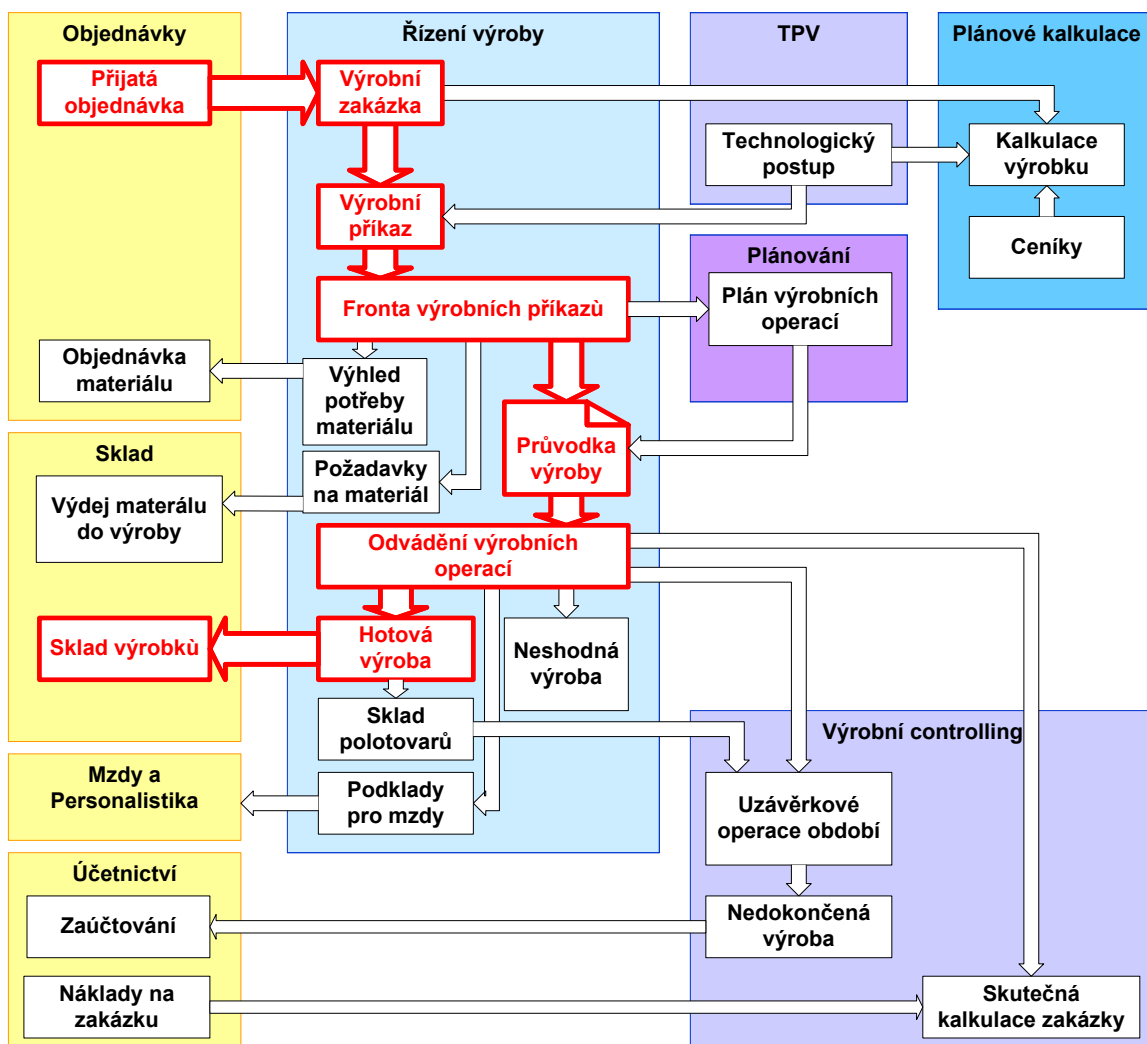 Objednávky
Přijatá
objednávka
Objednávka
materiálu
Řízení výroby
Výrobní
zakázka
Výrobní
příkaz
Fronta výrobních příkazů
Výhled
potřeby
materiálu
Požadavky
na materiál
Průvodka
výroby
Odvádění výrobních
operací
Hotová
výroba
Neshodná
výroba
Sklad
polotovarů
Podklady
pro mzdy
TPV
Technologický
postup
Plánové kalkulace
Kalkulace
výrobku
Ceníky
Plánování
Plán výrobních
operací
Sklad
Výdej materálu
do výroby
Sklad výrobků
Mzdy a
Personalistika
Účetnictví
Zaúčtování
Náklady na
zakázku
Výrobní controlling
Uzávěrkové
operace období
Nedokončená
výroba
Skutečná
kalkulace zakázky